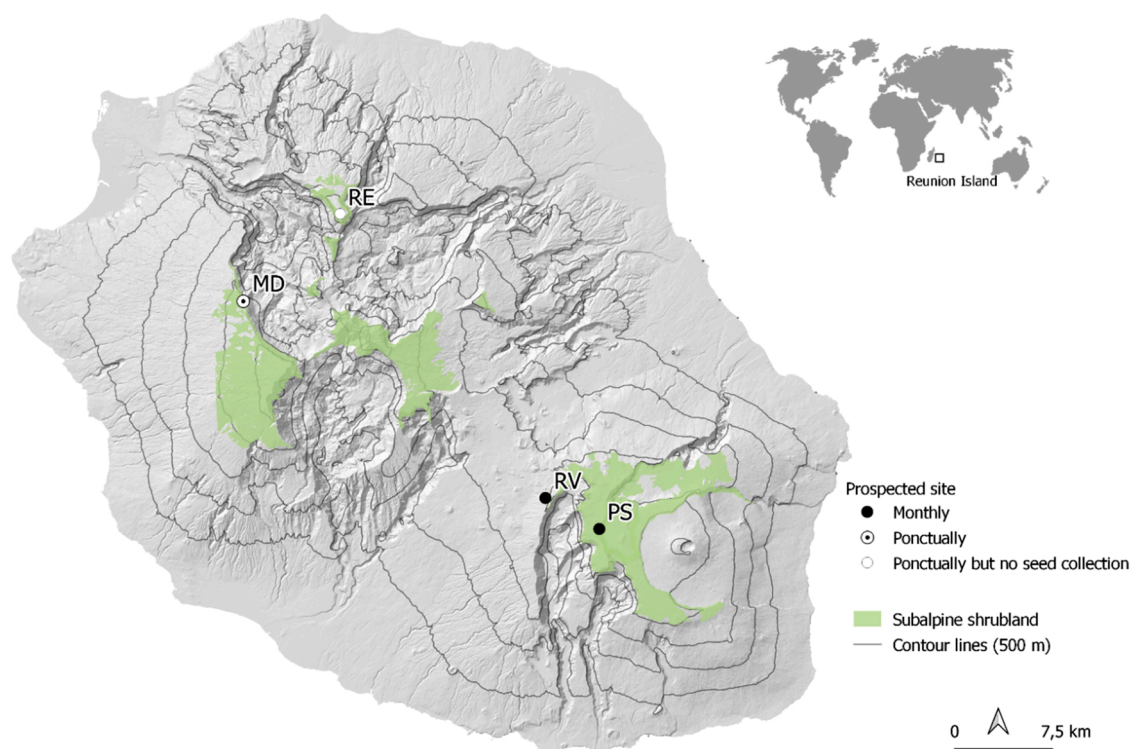 Reunion Island
RE
MD
RV
PS
Prospected site
Monthly
Ponctually
Ponctually but no seed collection
Subalpine shrubland
Contour lines (500 m)
0 7,5 km